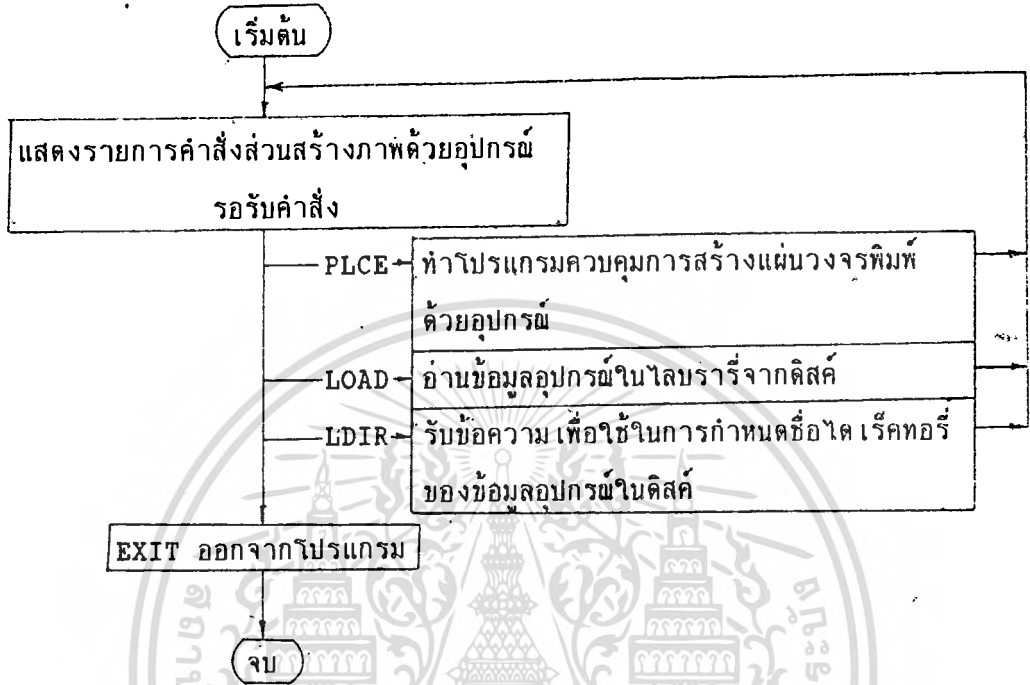 เริ่มต้น
แสดงรายการคำสั่งส่วนสร้างภาพด้วยอุปกรณ์
รอรับคำสั่ง
PLCE ทำโปรแกรมควบคุมการสร้างแผ่นวงจรพิมพ์
ด้วยอุปกรณ์
LOAD อ่านข้อมูลอุปกรณ์ในไลบรารี่จากดิสค์
LDIR รับข้อความเพื่อใช้ในการกำหนดชื่อไดเร็คทอรี่
ของข้อมูลอุปกรณ์ในดิสค์
EXIT ออกจากโปรแกรม
จบ